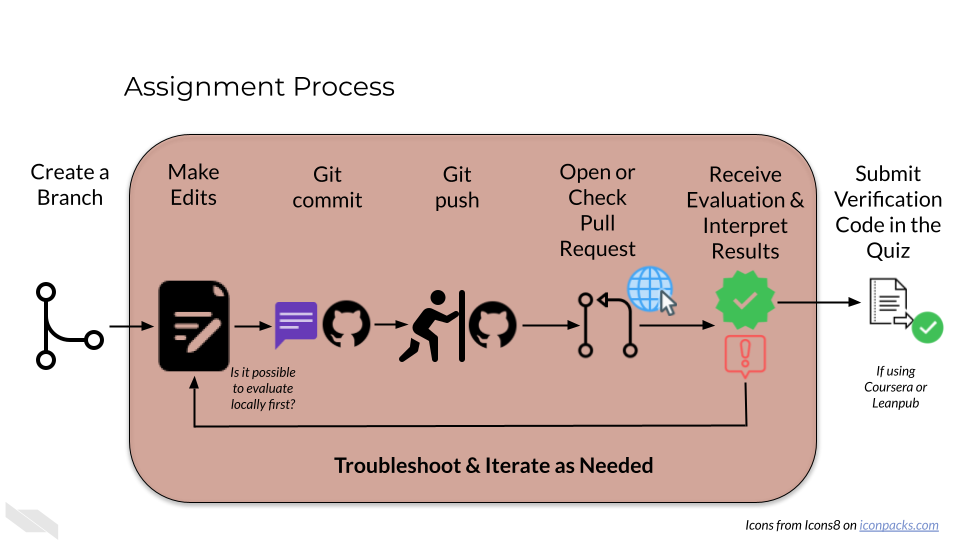 Assignment Process
Create a
Branch
Make
Edits
Git
commit
Git
push
Open or
Check
Pull
Request
Receive
Evaluation &
Interpret
Results
Submit
Verification
Code in the
Quiz
Is it possible
to evaluate
locally first?
If using
Coursera or
Leanpub
Troubleshoot & Iterate as Needed
Icons from Icons8 on iconpacks.com